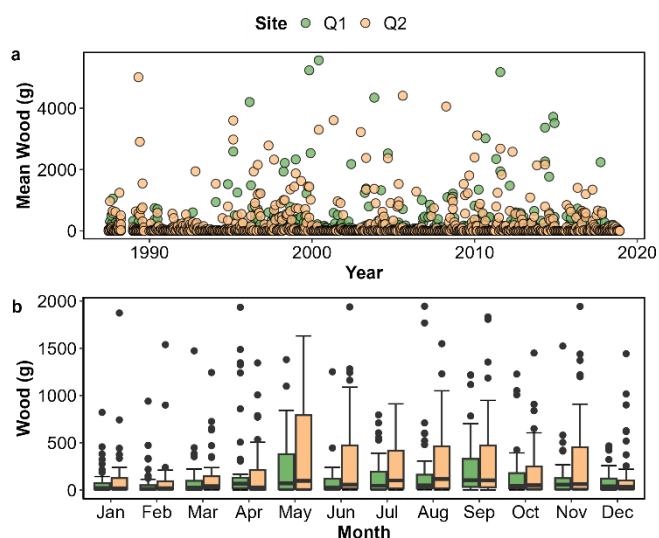 Site Q1 Q2
a
Mean Wood (g)
4000
2000
0
1990 2000 2010 2020
Year
b
Wood (g)
2000
1500
1000
500
0
Jan Feb Mar Apr May Jun Jul Aug Sep Oct Nov Dec
Month